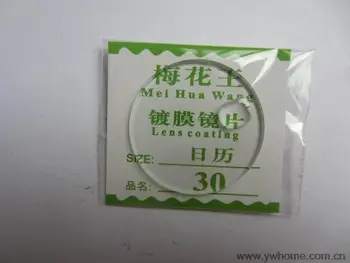 梅花王
Mei Hua Wang
镀膜镜片
Lens coating
SIZE: 日历
品名: 30
www.ywhome.com.cn